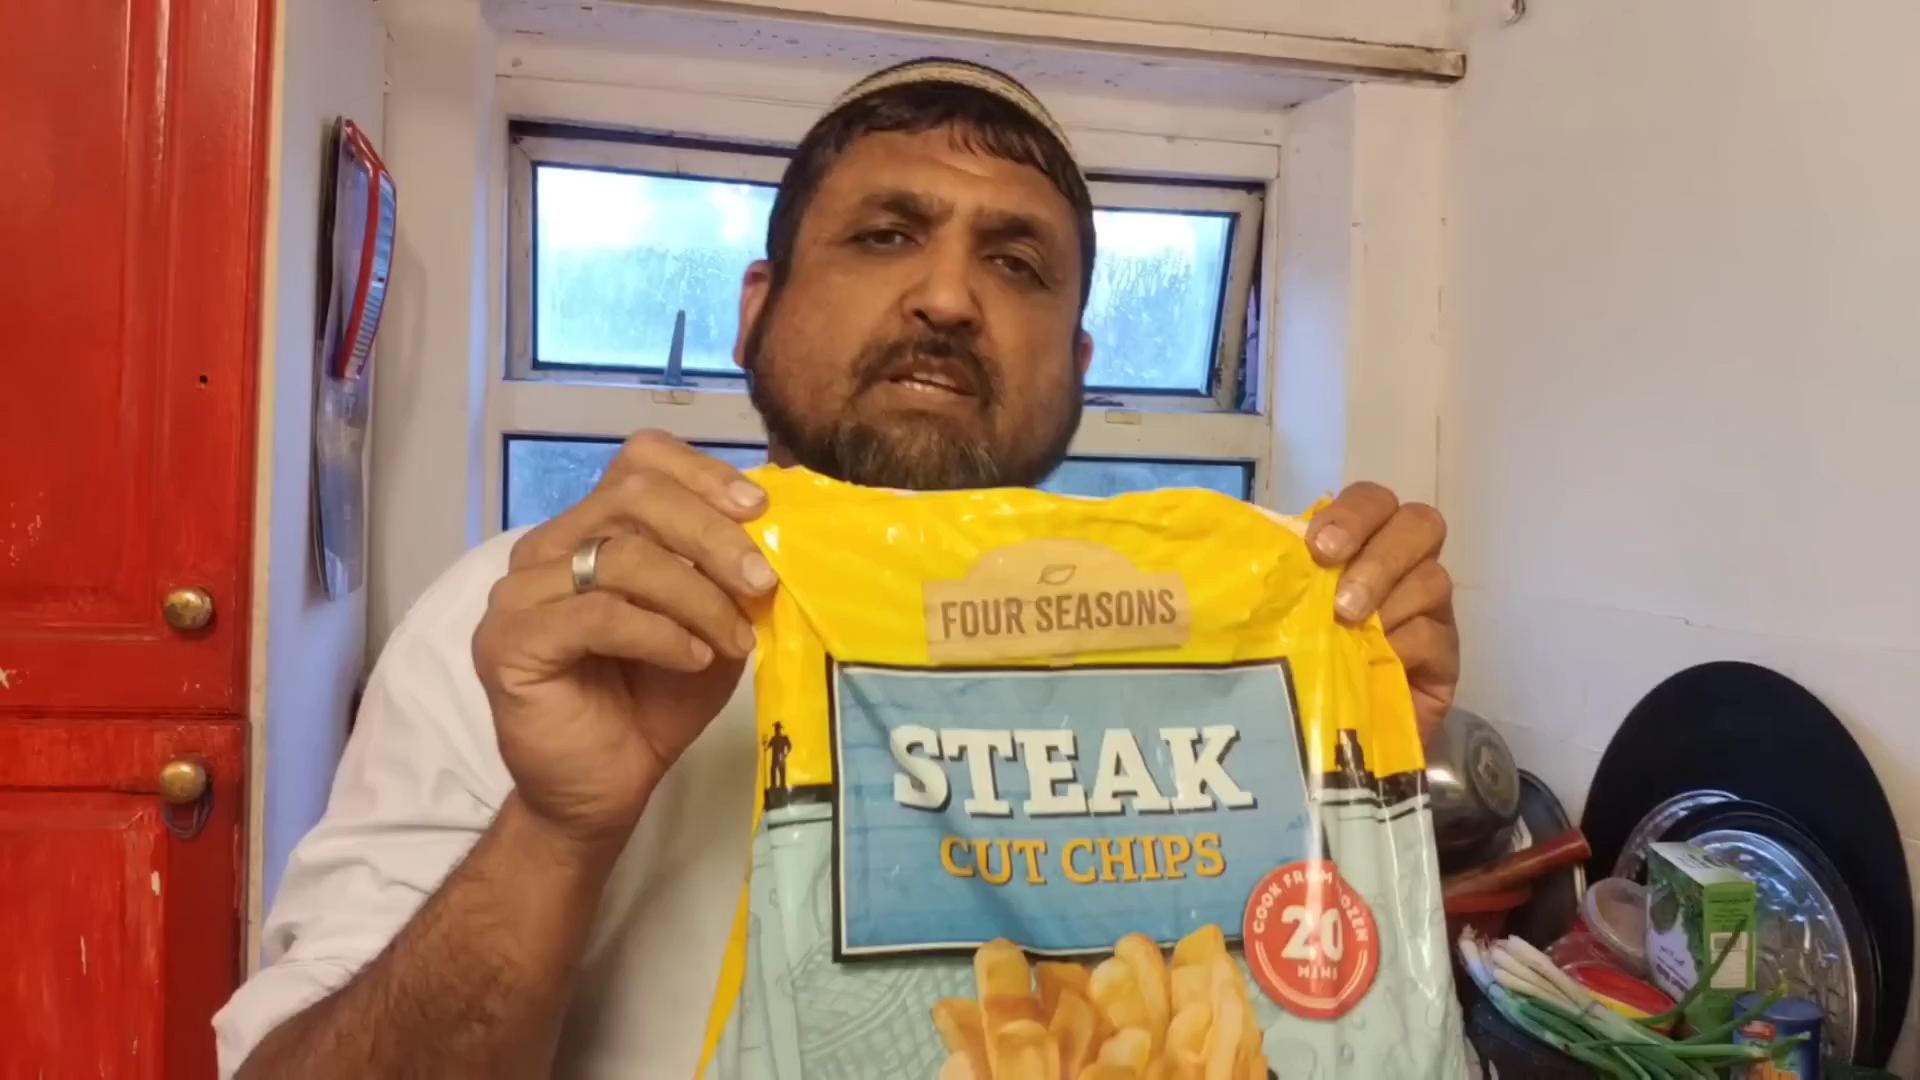 FOUR SEASONS
STEAK
CUT CHIPS
COOK FROM FROZEN
20
MINS